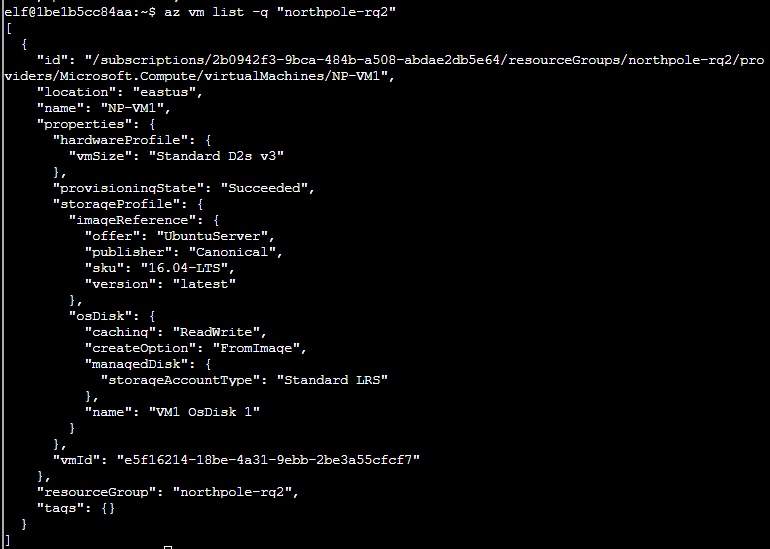 elf@1be1b5cc84aa:~$ az vm list -g "northpole-rg2"
[
  {
    "id": "/subscriptions/2b0942f3-9bca-484b-a508-abdae2db5e64/resourceGroups/northpole-rg2/pro
viders/Microsoft.Compute/virtualMachines/NP-VM1",
    "location": "eastus",
    "name": "NP-VM1",
    "properties": {
      "hardwareProfile": {
        "vmSize": "Standard_D2s_v3"
      },
      "provisioningState": "Succeeded",
      "storageProfile": {
        "imageReference": {
          "offer": "UbuntuServer",
          "publisher": "Canonical",
          "sku": "16.04-LTS",
          "version": "latest"
        },
        "osDisk": {
          "caching": "ReadWrite",
          "createOption": "FromImage",
          "managedDisk": {
            "storageAccountType": "Standard_LRS"
          },
          "name": "VM1_OsDisk_1"
        }
      },
      "vmId": "e5f16214-18be-4a31-9ebb-2be3a55cfcf7"
    },
    "resourceGroup": "northpole-rg2",
    "tags": {}
  }
]